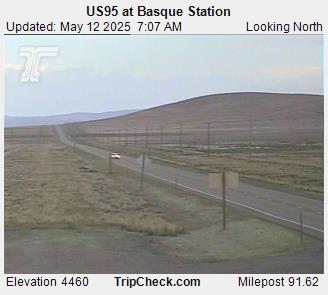 US95 at Basque Station
Updated: May 12 2025 7:07 AM Looking North
Elevation 4460 TripCheck.com Milepost 91.62